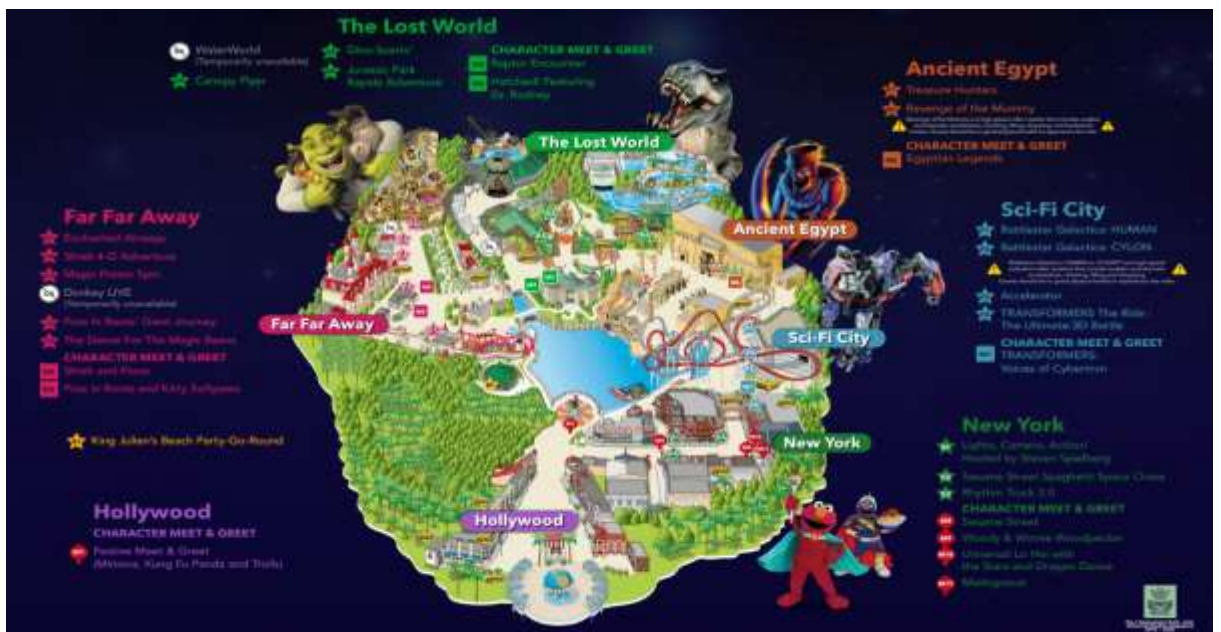 The Lost World
WaterWorld
(Temporarily unavailable)
Canopy Flyer
Dino-Soarin'
Jurassic Park
Rapids Adventure
CHARACTER MEET & GREET
Raptor Encounter
Hatched! Featuring
Dr. Rodney
Ancient Egypt
Treasure Hunters
Revenge of the Mummy
CHARACTER MEET & GREET
Egyptian Legends
The Lost World
Ancient Egypt
Far Far Away
Enchanted Airways
Shrek 4-D Adventure
Magic Potion Spin
Donkey LIVE
(Temporarily unavailable)
Puss In Boots' Giant Journey
The Dance For The Magic Beans
CHARACTER MEET & GREET
Shrek and Fiona
Puss in Boots and Kitty Softpaws
Sci-Fi City
Battlestar Galactica: HUMAN
Battlestar Galactica: CYLON
Accelerator
TRANSFORMERS The Ride:
The Ultimate 3D Battle
CHARACTER MEET & GREET
TRANSFORMERS:
Voices of Cybertron
Far Far Away
Sci-Fi City
King Julien's Beach Party-Go-Round
New York
New York
Lights, Camera, Action!
Hosted by Steven Spielberg
Sesame Street Spaghetti Space Chase
Rhythm Truck
CHARACTER MEET & GREET
Sesame Street
Woody & Winnie Woodpecker
Universal Lo Hei with
the Stars and Dragon Dance
Madagascar
Hollywood
CHARACTER MEET & GREET
Festive Meet & Greet
(Minions, Kung Fu Panda and Trolls)
Hollywood